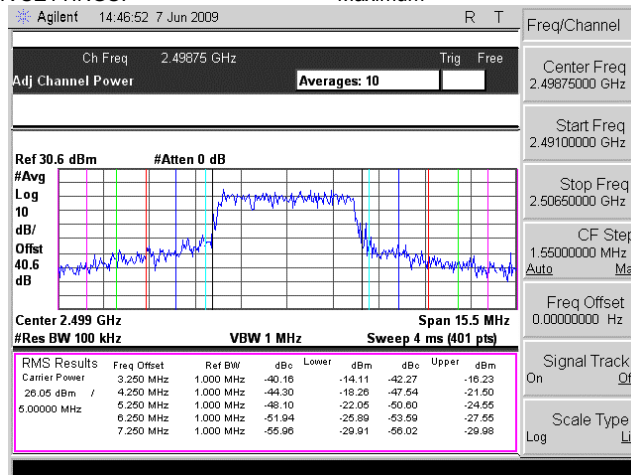 Agilent 14:46:52 7 Jun 2009 R T
Freq/Channel
Ch Freq 2.49875 GHz Trig Free
Adj Channel Power Averages: 10
Center Freq
2.49875000 GHz
Start Freq
2.49100000 GHz
Stop Freq
2.50650000 GHz
CF Step
1.55000000 MHz
Auto Ma
Freq Offset
0.00000000 Hz
Signal Track
On Of
Scale Type
Log Li
Ref 30.6 dBm #Atten 0 dB
#Avg
Log
10
dB/
Offst
40.6
dB
Center 2.499 GHz Span 15.5 MHz
#Res BW 100 kHz VBW 1 MHz Sweep 4 ms (401 pts)
RMS Results Freq Offset Ref BW dBc Lower dBm dBc Upper dBm
Carrier Power 3.250 MHz 1.000 MHz -40.16 -14.11 -42.27 -16.23
26.05 dBm / 4.250 MHz 1.000 MHz -44.30 -18.26 -47.54 -21.50
5.00000 MHz 5.250 MHz 1.000 MHz -48.10 -22.05 -50.60 -24.55
6.250 MHz 1.000 MHz -51.94 -25.89 -53.59 -27.55
7.250 MHz 1.000 MHz -55.96 -29.91 -56.02 -29.98